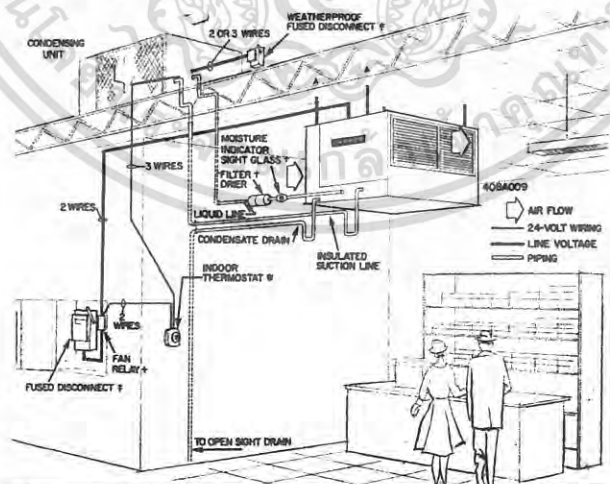 WEATHERPROOF
FUSED DISCONNECT ‡
2 OR 3 WIRES
CONDENSING
UNIT
MOISTURE
INDICATOR
SIGHT GLASS +
FILTER +
DRIER
3 WIRES
2 WIRES
LIQUID LINE
CONDENSATE DRAIN
INSULATED
SUCTION LINE
40BA009
AIR FLOW
24-VOLT WIRING
LINE VOLTAGE
PIPING
INDOOR
THERMOSTAT
WIRES
FAN
RELAY +
FUSED DISCONNECT ‡
TO OPEN SIGHT DRAIN